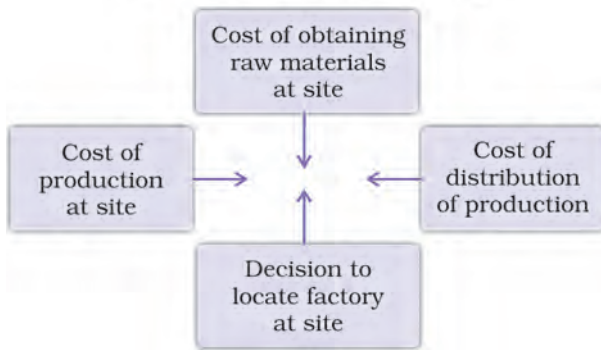 Cost of obtaining
raw materials
at site
Cost of
production
at site
Cost of
distribution
of production
Decision to
locate factory
at site